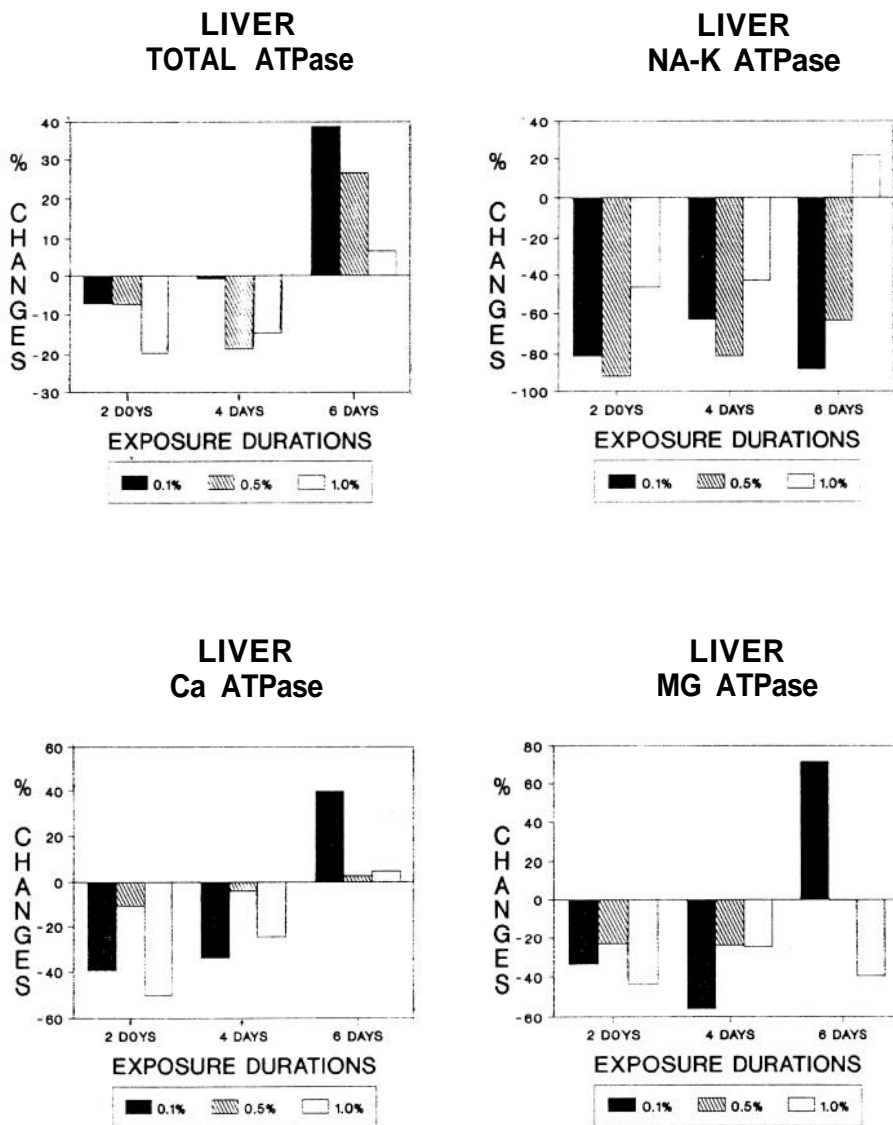 LIVER
TOTAL ATPase
40
30
20
10
0
-10
-20
-30
% CHANGES
2 DOYS 4 DAYS 6 DAYS
EXPOSURE DURATIONS
0.1% 0.5% 1.0%
LIVER
NA-K ATPase
40
20
0
-20
-40
-60
-80
-100
% CHANGES
2 DOYS 4 DAYS 6 DAYS
EXPOSURE DURATIONS
0.1% 0.5% 1.0%
LIVER
Ca ATPase
60
40
20
0
-20
-40
-60
% CHANGES
2 DOYS 4 DAYS 6 DAYS
EXPOSURE DURATIONS
0.1% 0.5% 1.0%
LIVER
MG ATPase
80
60
40
20
0
-20
-40
-60
% CHANGES
2 DOYS 4 DAYS 6 DAYS
EXPOSURE DURATIONS
0.1% 0.5% 1.0%